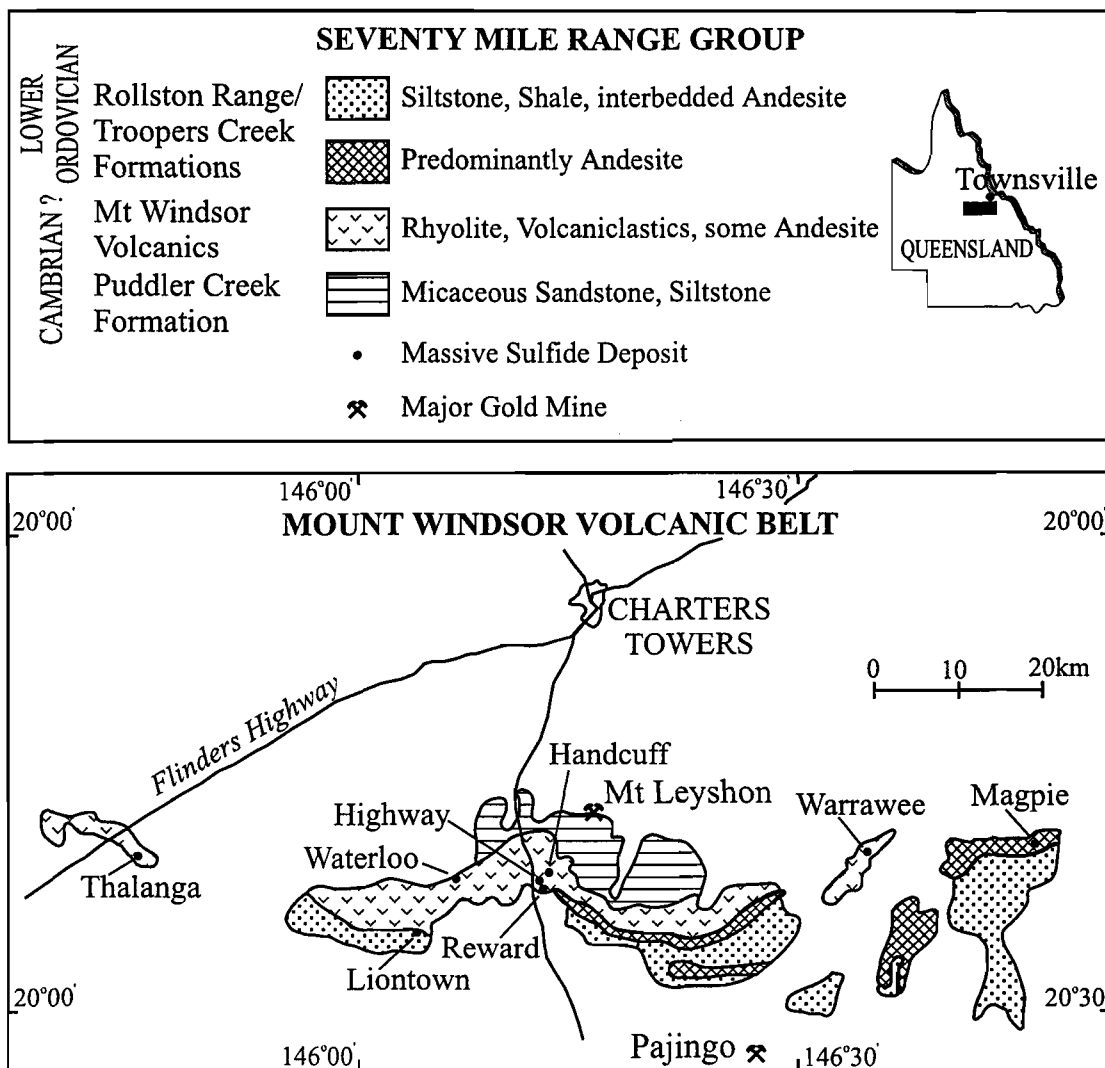 SEVENTY MILE RANGE GROUP
LOWER
ORDOVICIAN
CAMBRIAN ?
Rollston Range/
Troopers Creek
Formations
Mt Windsor
Volcanics
Puddler Creek
Formation
Siltstone, Shale, interbedded Andesite
Predominantly Andesite
Rhyolite, Volcaniclastics, some Andesite
Micaceous Sandstone, Siltstone
Massive Sulfide Deposit
Major Gold Mine
Townsville
QUEENSLAND
146°00'
146°30'
20°00'
MOUNT WINDSOR VOLCANIC BELT
20°00'
CHARTERS
TOWERS
0 10 20km
Flinders Highway
Handcuff
Mt Leyshon
Highway
Warrawee
Magpie
Waterloo
Thalanga
Reward
Liontown
20°00'
20°30'
Pajingo
146°00'
146°30'